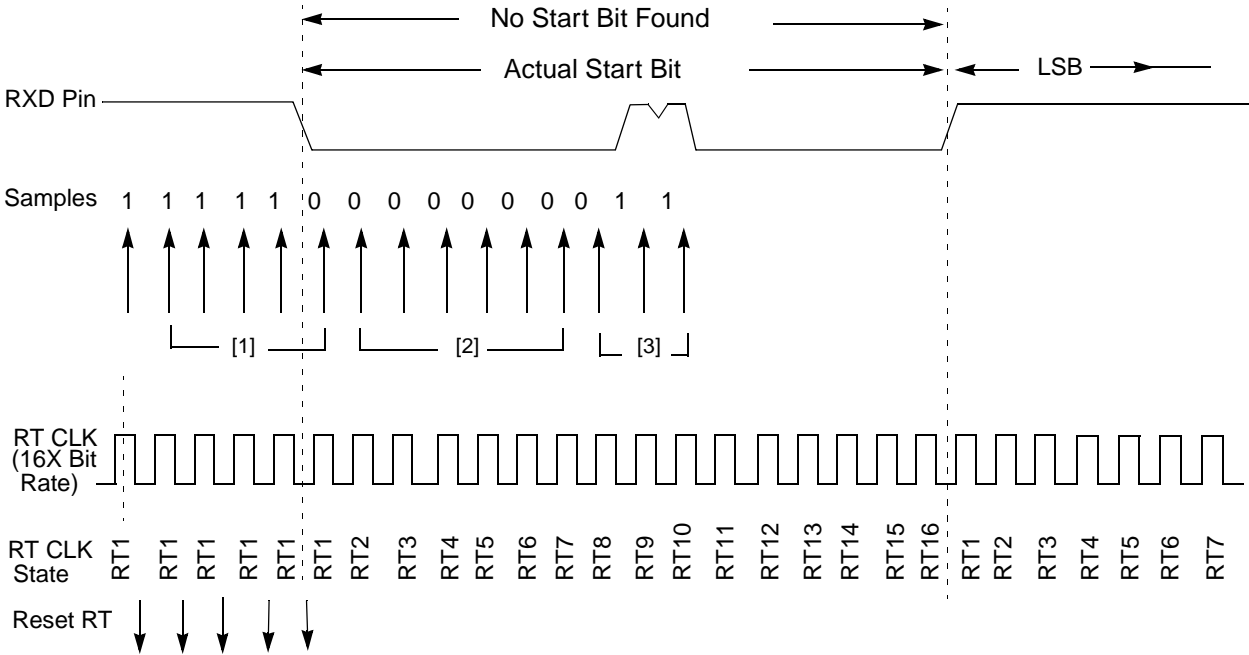 No Start Bit Found
Actual Start Bit
LSB
RXD Pin
Samples 1 1 1 1 1 0 0 0 0 0 0 0 0 1 1
[1] [2] [3]
RT CLK
(16X Bit
Rate)
RT CLK
State
RT1 RT1 RT1 RT1 RT1 RT1 RT2 RT3 RT4 RT5 RT6 RT7 RT8 RT9 RT10 RT11 RT12 RT13 RT14 RT15 RT16 RT1 RT2 RT3 RT4 RT5 RT6 RT7
Reset RT